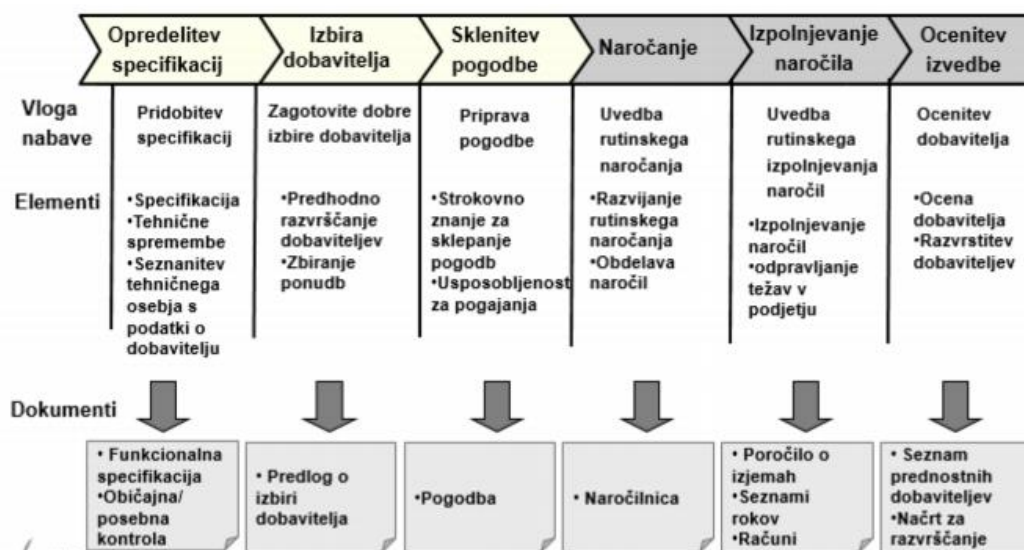 Opredelitev
specifikacij
Izbira
dobavitelja
Sklenitev
pogodbe
Naročanje
Izpolnjevanje
naročila
Ocenitev
izvedbe
Vloga
nabave
Pridobitev
specifikacij
Zagotovite dobre
izbire dobavitelja
Priprava
pogodbe
Uvedba
rutinskega
naročanja
Uvedba
rutinskega
izpolnjevanja
naročil
Ocenitev
dobavitelja
Elementi
•Specifikacija
•Tehnične
spremembe
•Seznanitev
tehničnega
osebja s
podatki o
dobavitelju
•Predhodno
razvrščanje
dobaviteljev
•Zbiranje
ponudb
•Strokovno
znanje za
sklepanje
pogodb
•Usposobljenost
za pogajanja
•Razvijanje
rutinskega
naročanja
•Obdelava
naročil
•Izpolnjevanje
naročil
•odpravljanje
težav v
podjetju
•Ocena
dobavitelja
•Razvrstitev
dobaviteljev
Dokumenti
• Funkcionalna
specifikacija
•Običajna/
posebna
kontrola
• Predlog o
izbiri
dobavitelja
•Pogodba
• Naročilnica
• Poročilo o
izjemah
•Seznami
rokov
•Računi
• Seznam
prednostnih
dobaviteljev
•Načrt za
razvrščanje